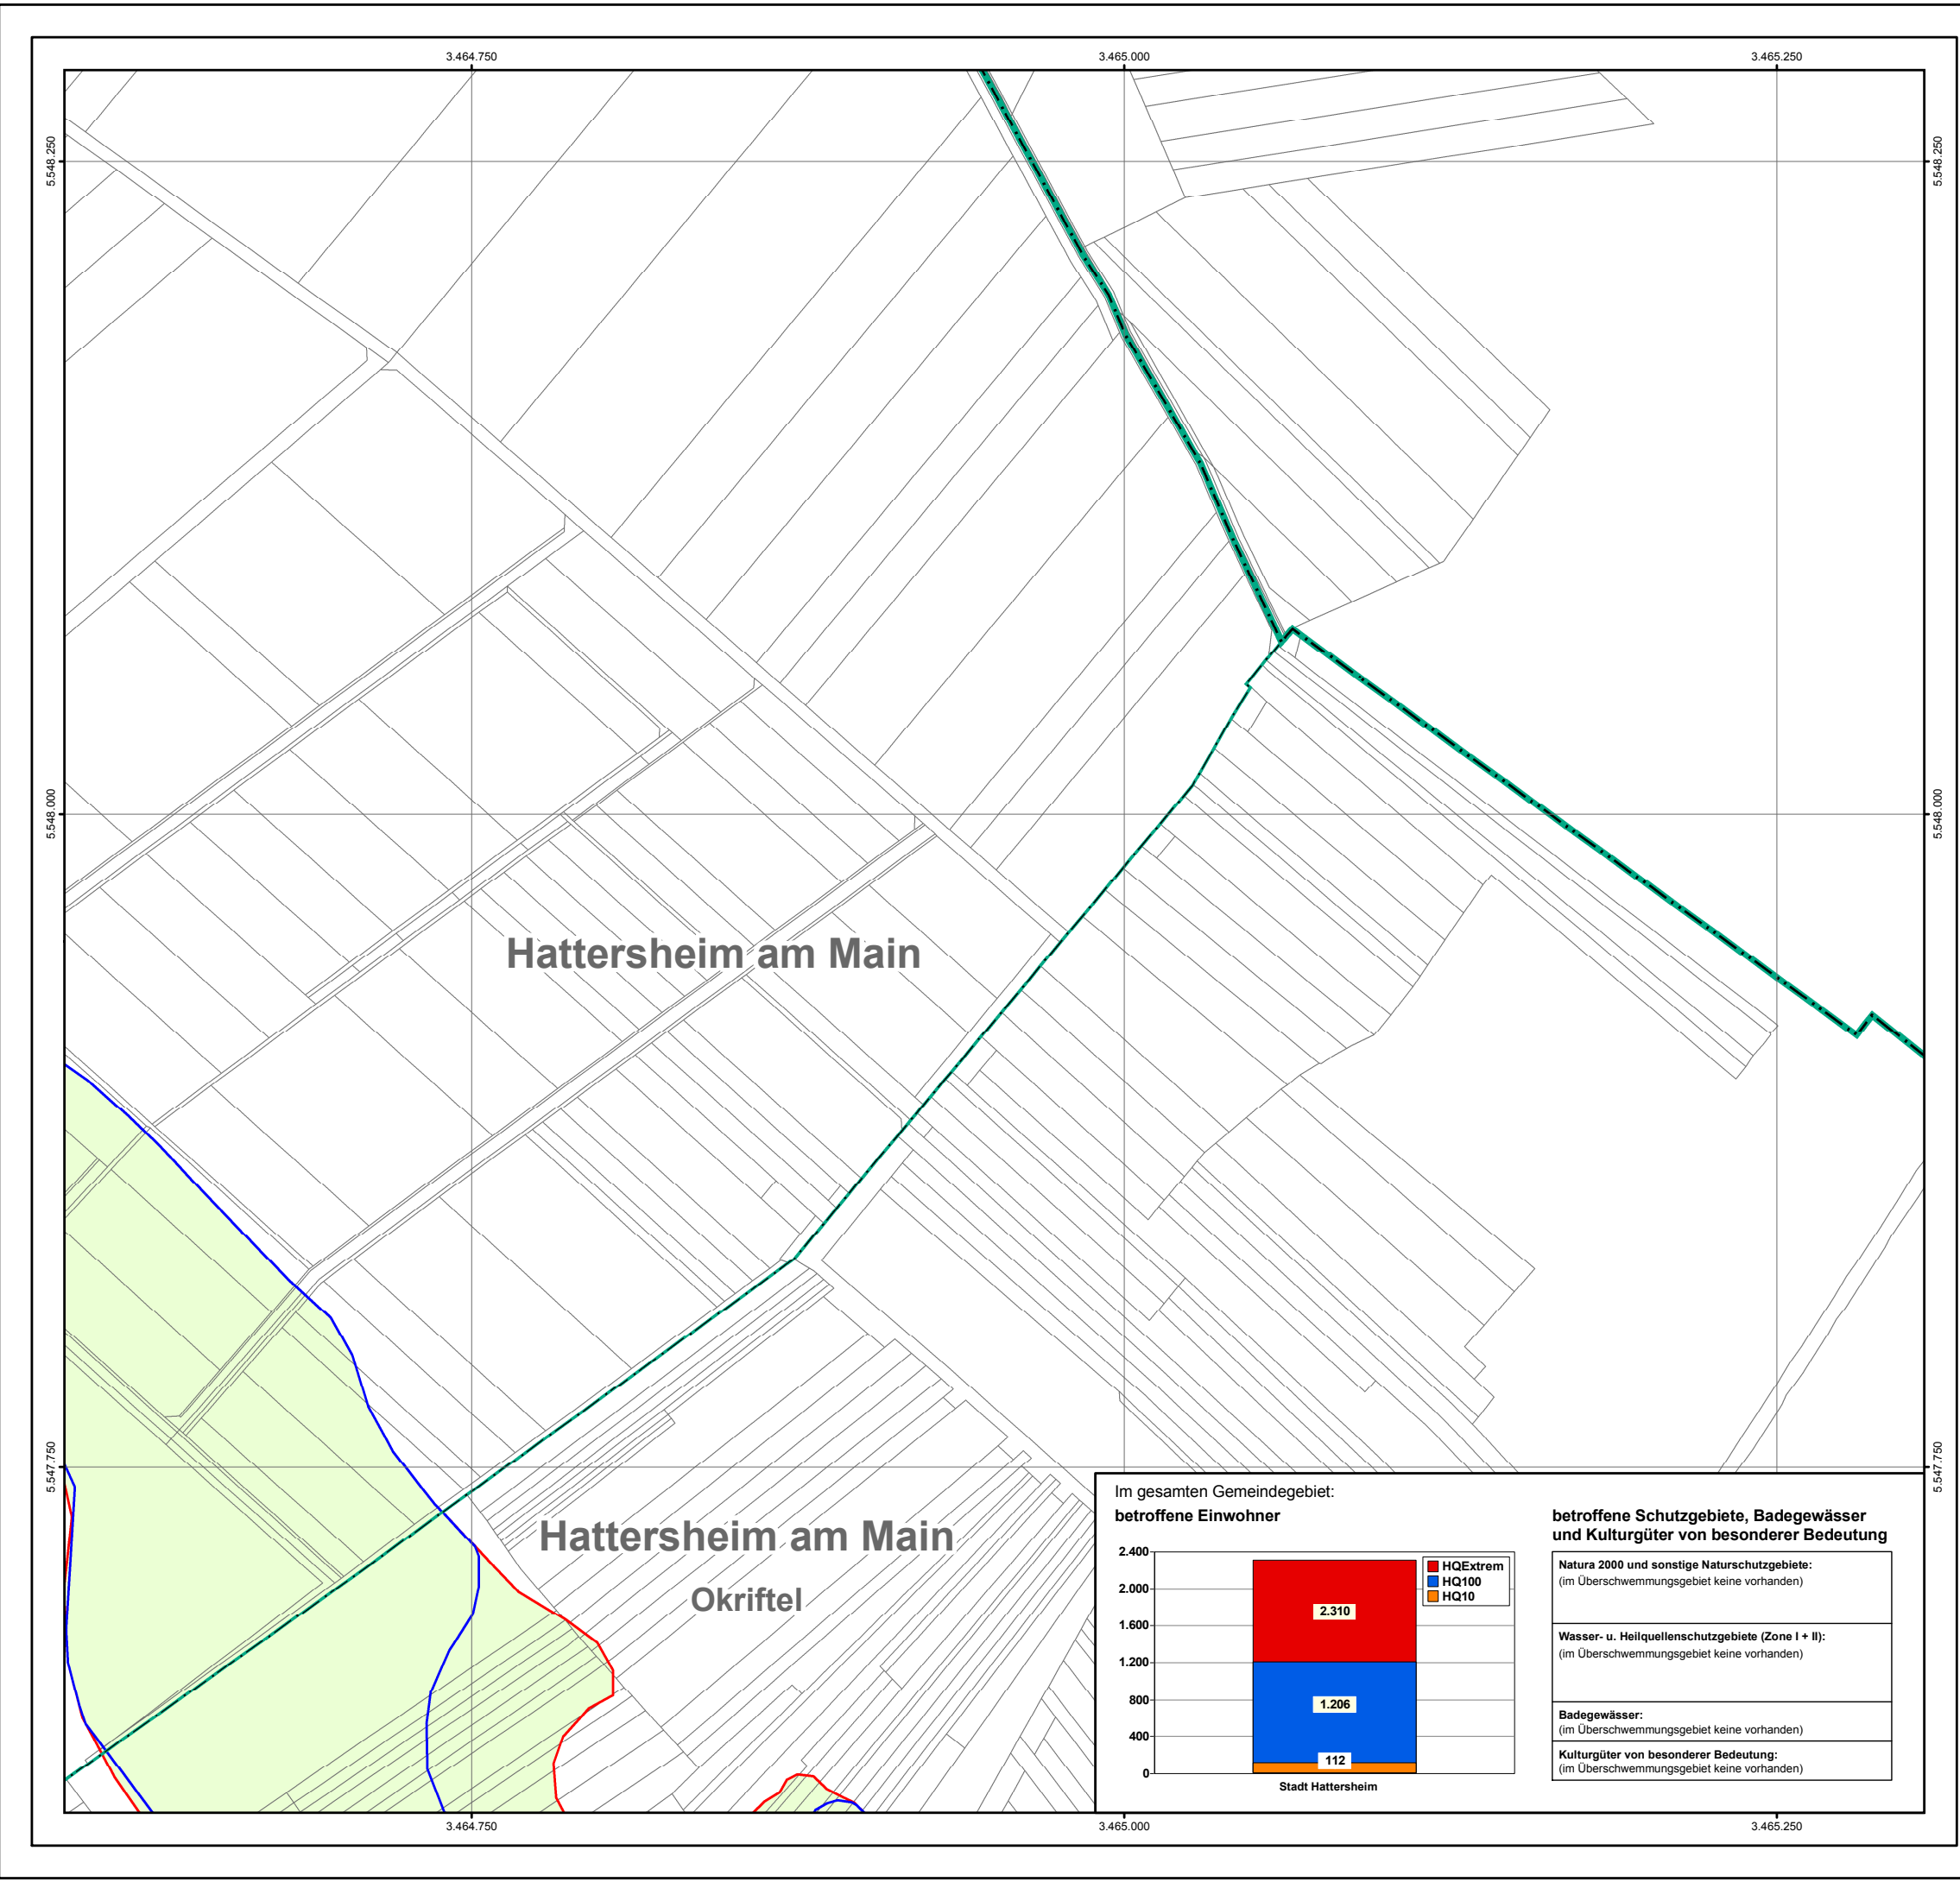 3.464.750 3.465.000 3.465.250
5.548.250 5.548.250
5.548.000 5.548.000
Hattersheim am Main
5.547.750 5.547.750
Hattersheim am Main
Okriftel
Im gesamten Gemeindegebiet:
betroffene Einwohner
2.400
2.000
1.600
1.200
800
400
0
HQExtrem
HQ100
HQ10
2.310
1.206
112
Stadt Hattersheim
betroffene Schutzgebiete, Badegewässer
und Kulturgüter von besonderer Bedeutung
Natura 2000 und sonstige Naturschutzgebiete:
(im Überschwemmungsgebiet keine vorhanden)
Wasser- u. Heilquellenschutzgebiete (Zone I + II):
(im Überschwemmungsgebiet keine vorhanden)
Badegewässer:
(im Überschwemmungsgebiet keine vorhanden)
Kulturgüter von besonderer Bedeutung:
(im Überschwemmungsgebiet keine vorhanden)
3.464.750 3.465.000 3.465.250